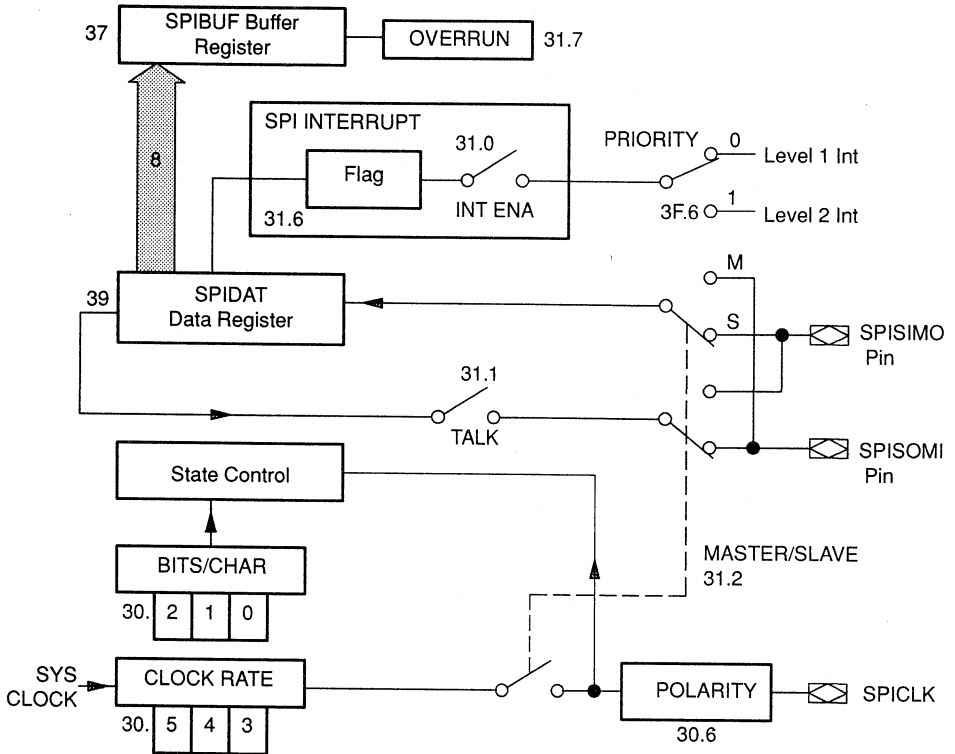 37
SPIBUF Buffer
Register
OVERRUN
31.7
8
SPI INTERRUPT
31.0
Flag
INT ENA
31.6
PRIORITY
0
Level 1 Int
1
3F.6
Level 2 Int
39
SPIDAT
Data Register
M
S
SPISIMO
Pin
31.1
TALK
SPISOMI
Pin
State Control
BITS/CHAR
30. 2 1 0
MASTER/SLAVE
31.2
SYS
CLOCK
CLOCK RATE
30. 5 4 3
POLARITY
30.6
SPICLK